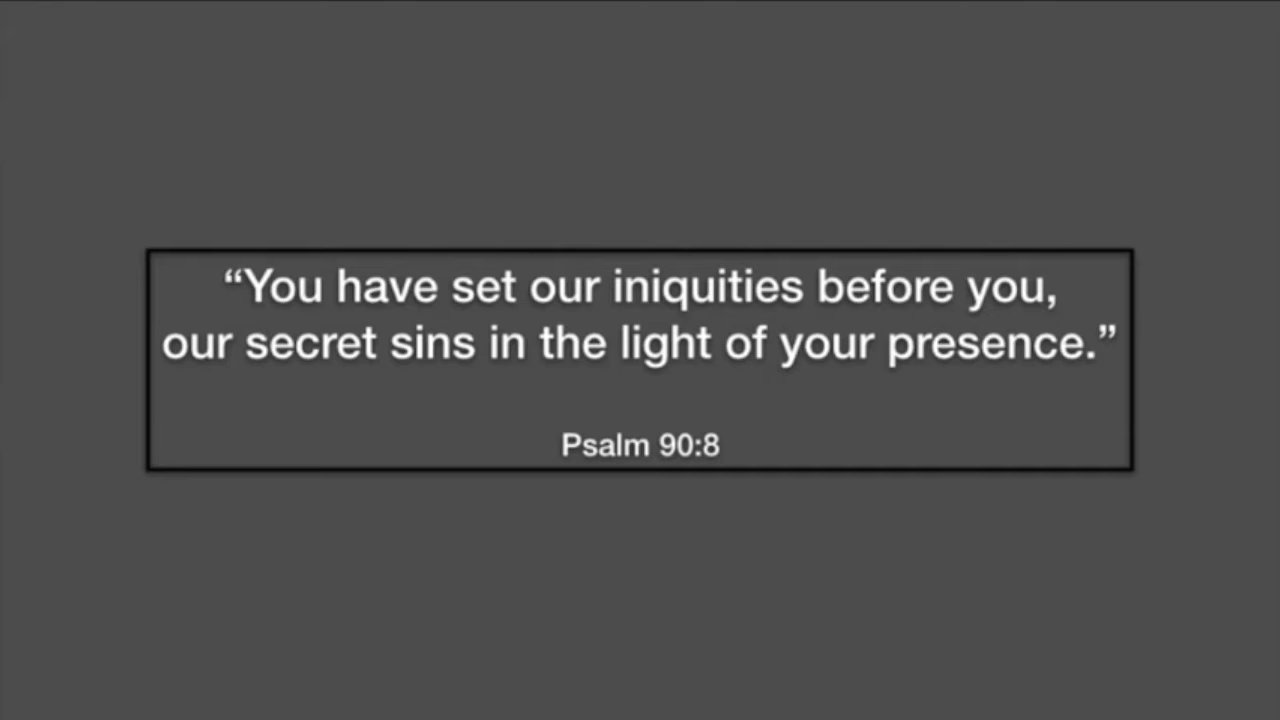 “You have set our iniquities before you,
our secret sins in the light of your presence.”
Psalm 90:8